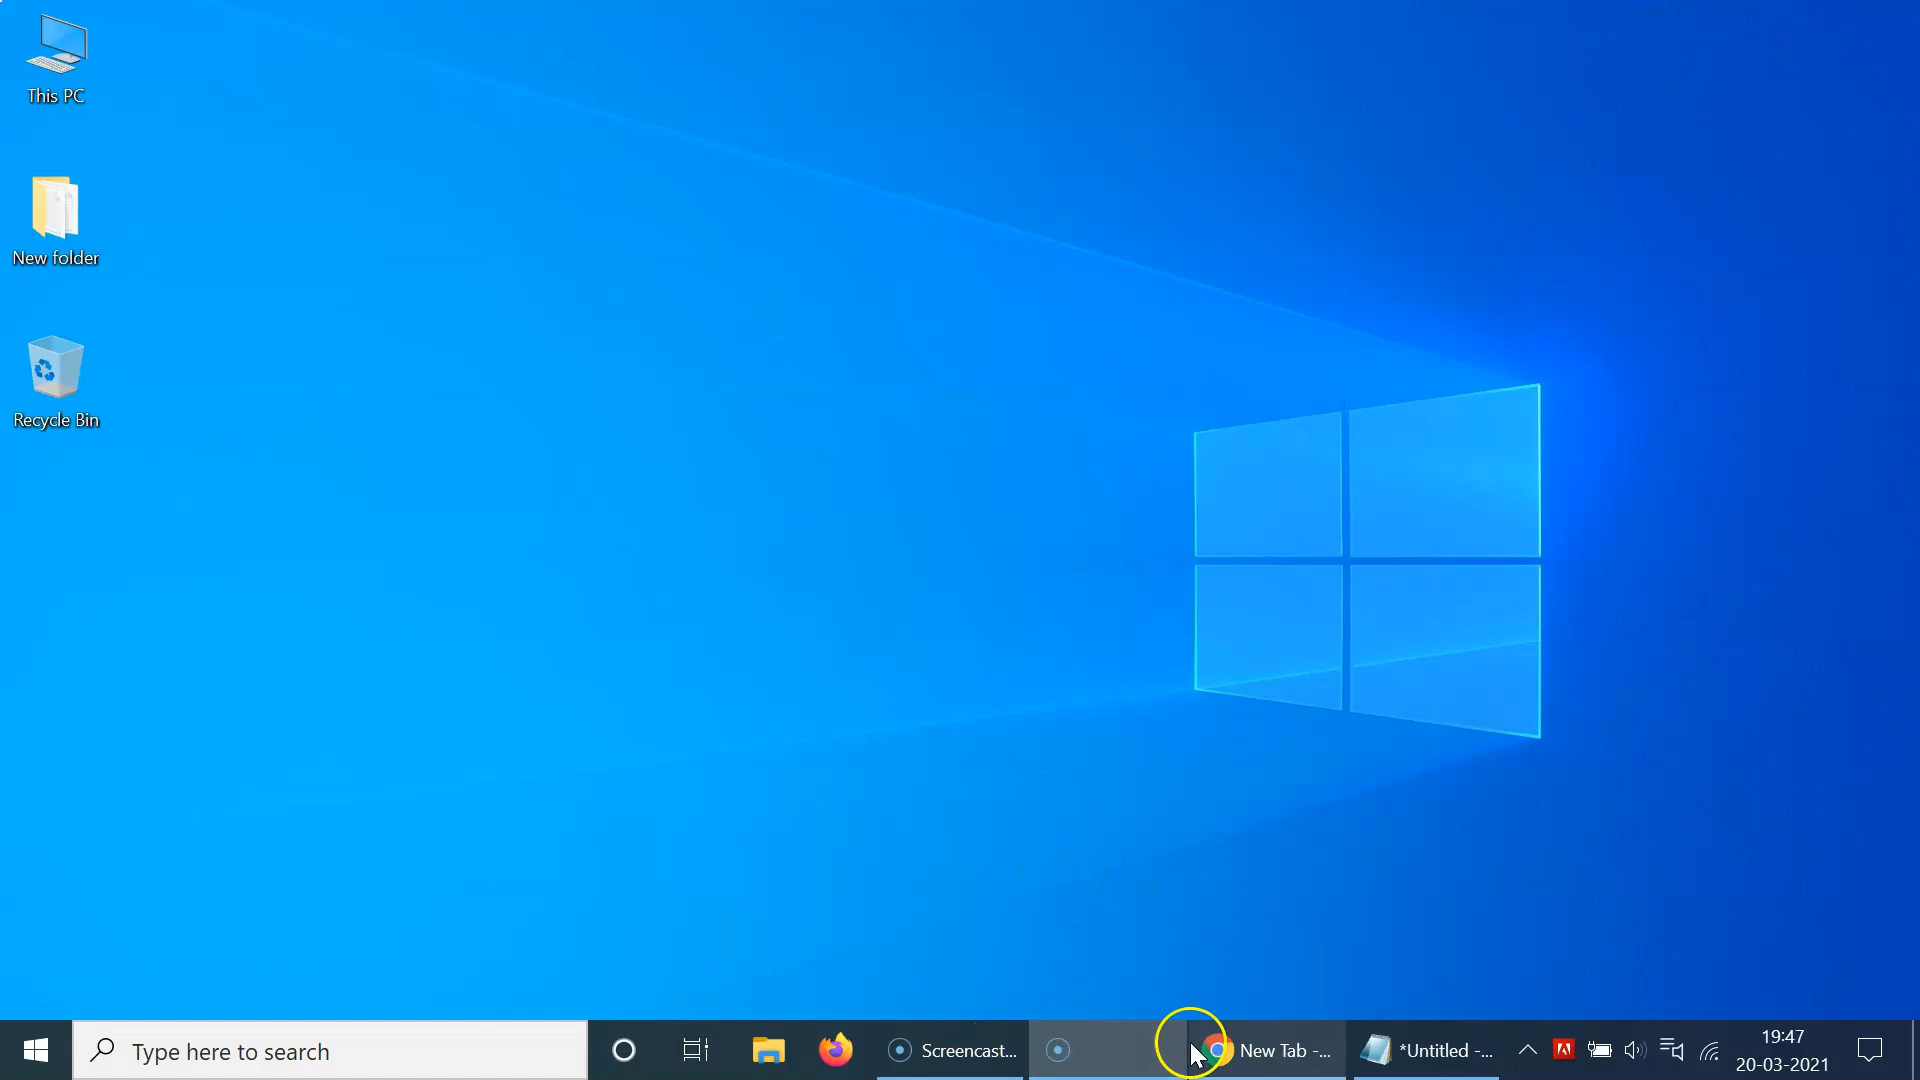 This PC
New folder
Recycle Bin
Type here to search
Screencast...
New Tab -...
*Untitled -...
19:47
20-03-2021